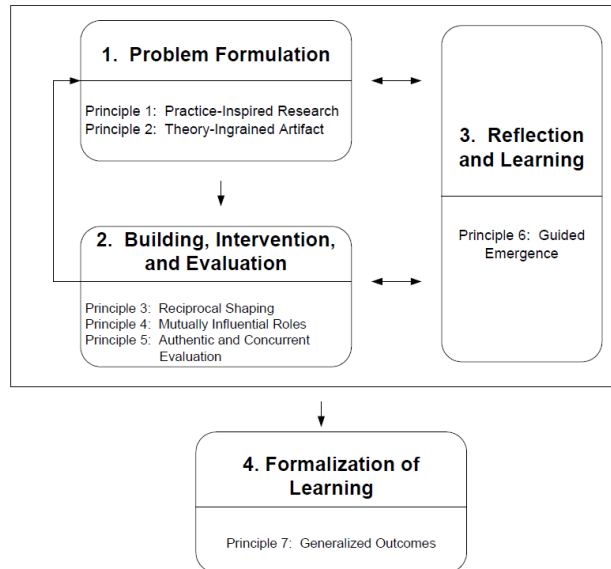 1. Problem Formulation
Principle 1: Practice-Inspired Research
Principle 2: Theory-Ingrained Artifact
2. Building, Intervention,
and Evaluation
Principle 3: Reciprocal Shaping
Principle 4: Mutually Influential Roles
Principle 5: Authentic and Concurrent
Evaluation
3. Reflection
and Learning
Principle 6: Guided
Emergence
4. Formalization of
Learning
Principle 7: Generalized Outcomes